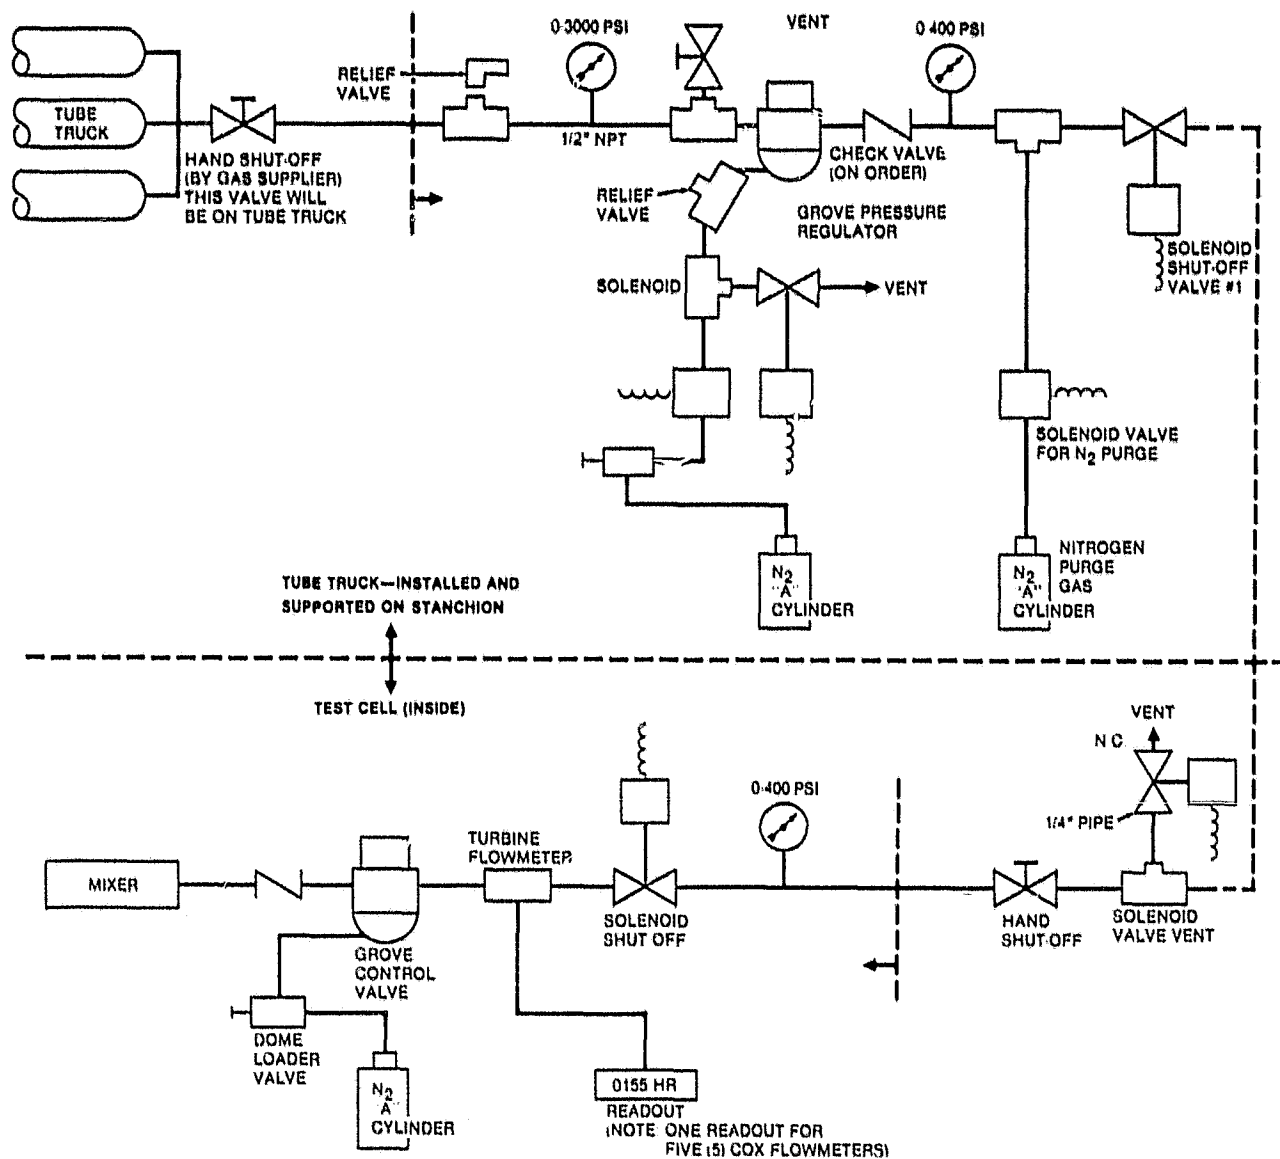 0-3000 PSI
VENT
0-400 PSI
RELIEF
VALVE
TUBE
TRUCK
1/2" NPT
HAND SHUT-OFF
(BY GAS SUPPLIER)
THIS VALVE WILL
BE ON TUBE TRUCK
CHECK VALVE
(ON ORDER)
RELIEF
VALVE
GROVE PRESSURE
REGULATOR
SOLENOID
SHUT-OFF
VALVE #1
SOLENOID
VENT
SOLENOID VALVE
FOR N2 PURGE
NITROGEN
PURGE
GAS
N2
"A"
CYLINDER
N2
"A"
CYLINDER
TUBE TRUCK—INSTALLED AND
SUPPORTED ON STANCHION
TEST CELL (INSIDE)
VENT
N C
1/4" PIPE
0-400 PSI
TURBINE
FLOWMETER
MIXER
SOLENOID
SHUT OFF
HAND
SHUT-OFF
SOLENOID
VALVE VENT
GROVE
CONTROL
VALVE
DOME
LOADER
VALVE
N2
"A"
CYLINDER
0155 HR
READOUT
(NOTE ONE READOUT FOR
FIVE (5) COX FLOWMETERS)